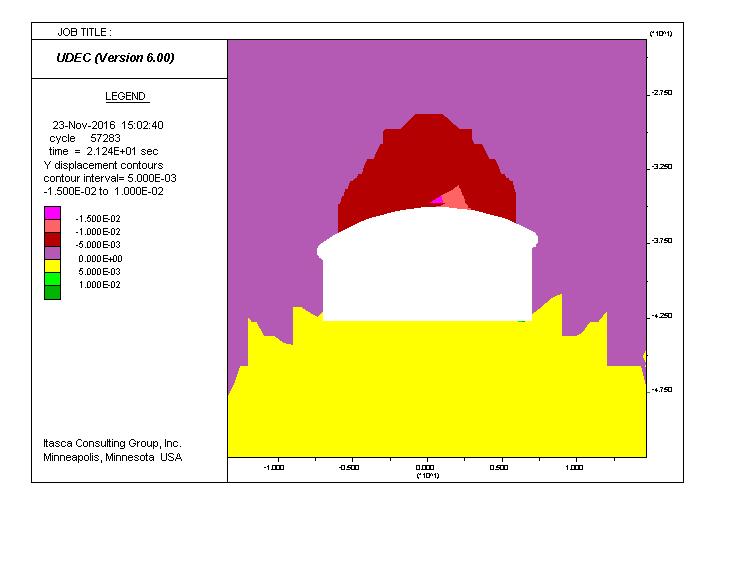 JOB TITLE :
UDEC (Version 6.00)
LEGEND
23-Nov-2016 15:02:40
cycle 57283
time = 2.124E+01 sec
Y displacement contours
contour interval= 5.000E-03
-1.500E-02 to 1.000E-02
-1.500E-02
-1.000E-02
-5.000E-03
0.000E+00
5.000E-03
1.000E-02
Itasca Consulting Group, Inc.
Minneapolis, Minnesota USA
(*10^1)
-2.750
-3.250
-3.750
-4.250
-4.750
-1.000 -0.500 0.000 0.500 1.000
(*10^1)